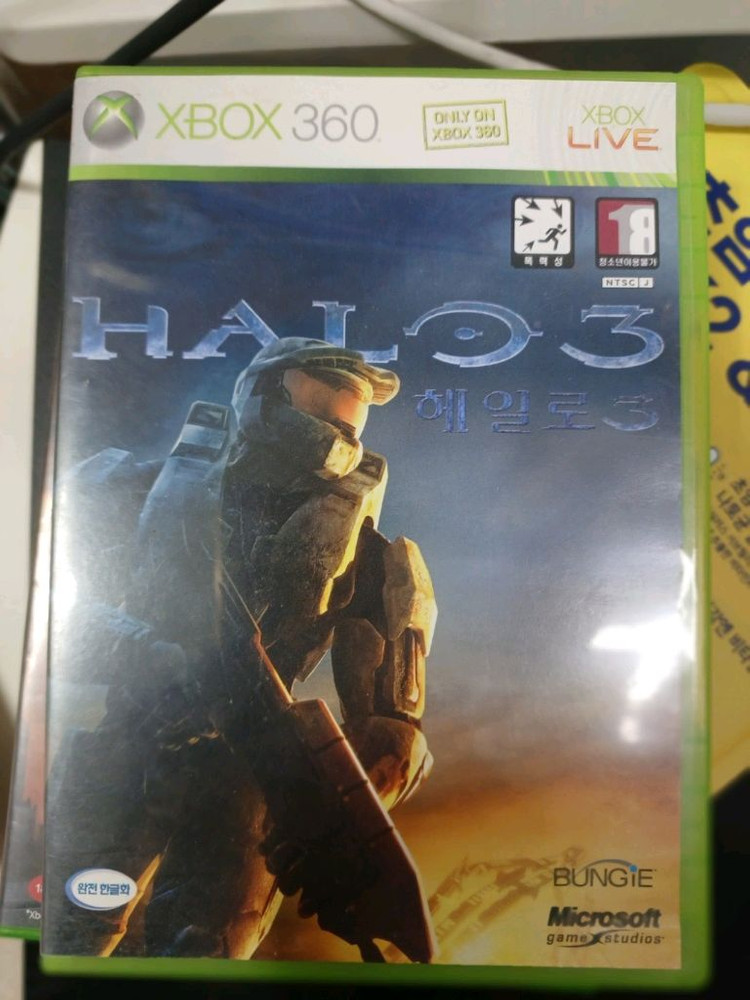 XBOX 360
ONLY ON
XBOX 360
XBOX
LIVE
폭력성
18
청소년이용불가
NTSC J
HALO 3
헤일로3
완전 한글화
BUNGiE
Microsoft
game studios